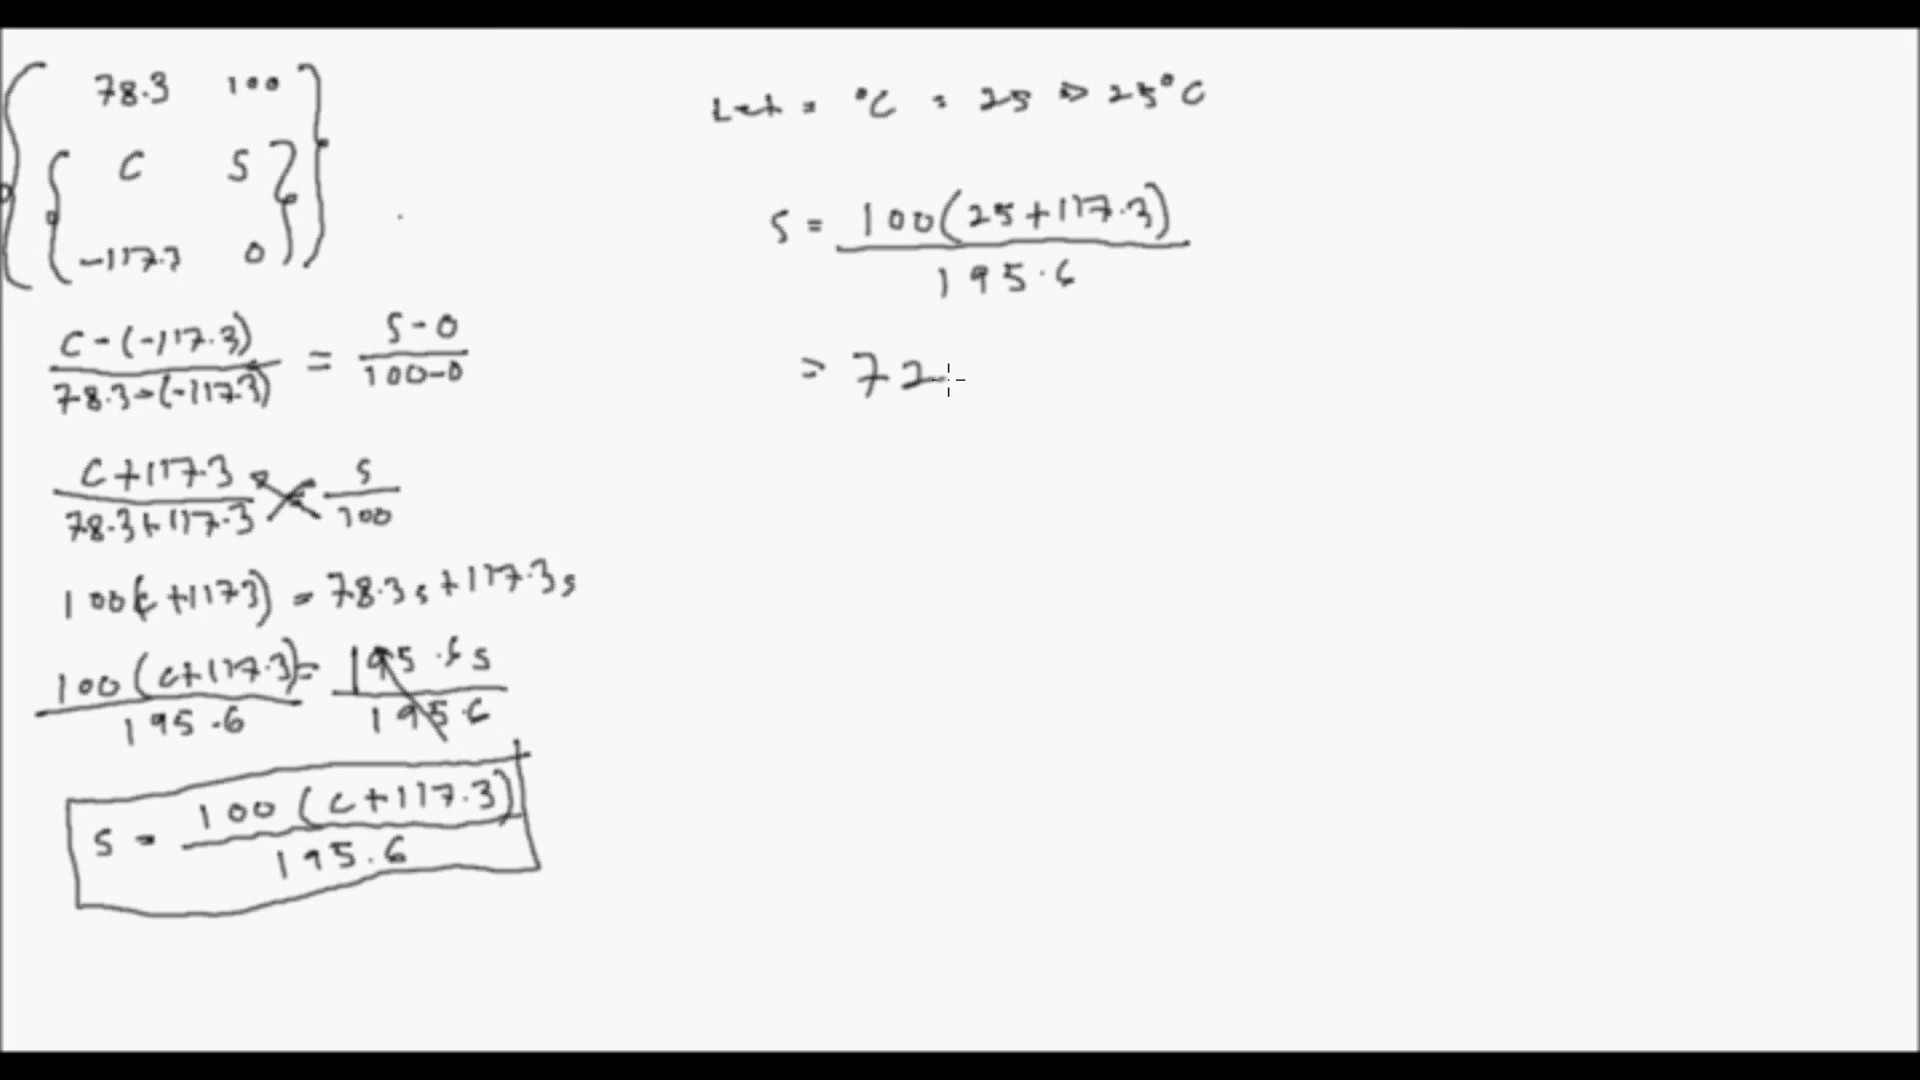 78.3 100
C S
-117.3 0
C - (-117.3) = S - 0
78.3 - (-117.3) 100 - 0
C + 117.3 = S
78.3 + 117.3 100
100(C + 117.3) = 78.3s + 117.3s
100 (C + 117.3) = 195.6s
195.6 195.6
S = 100 (C + 117.3)
195.6
Let = °C = 25 ⇒ 25°C
S = 100(25 + 117.3)
195.6
= 72